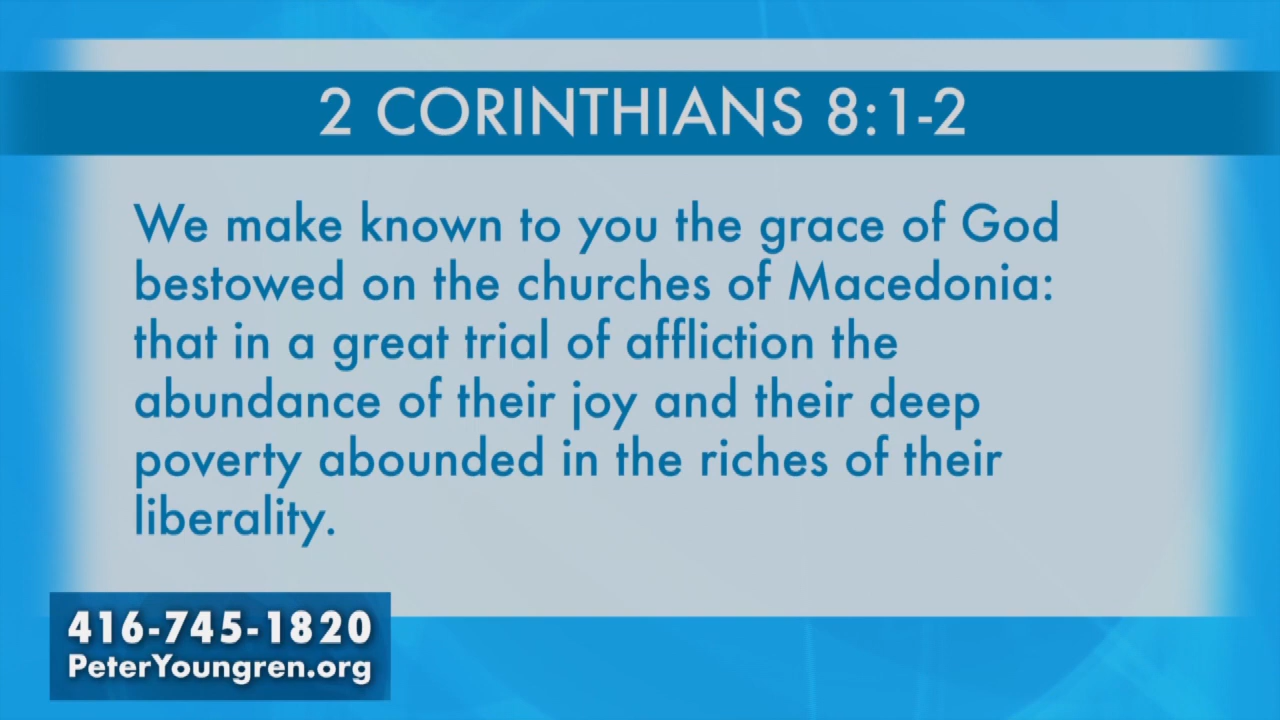 2 CORINTHIANS 8:1-2
We make known to you the grace of God
bestowed on the churches of Macedonia:
that in a great trial of affliction the
abundance of their joy and their deep
poverty abounded in the riches of their
liberality.
416-745-1820
PeterYoungren.org